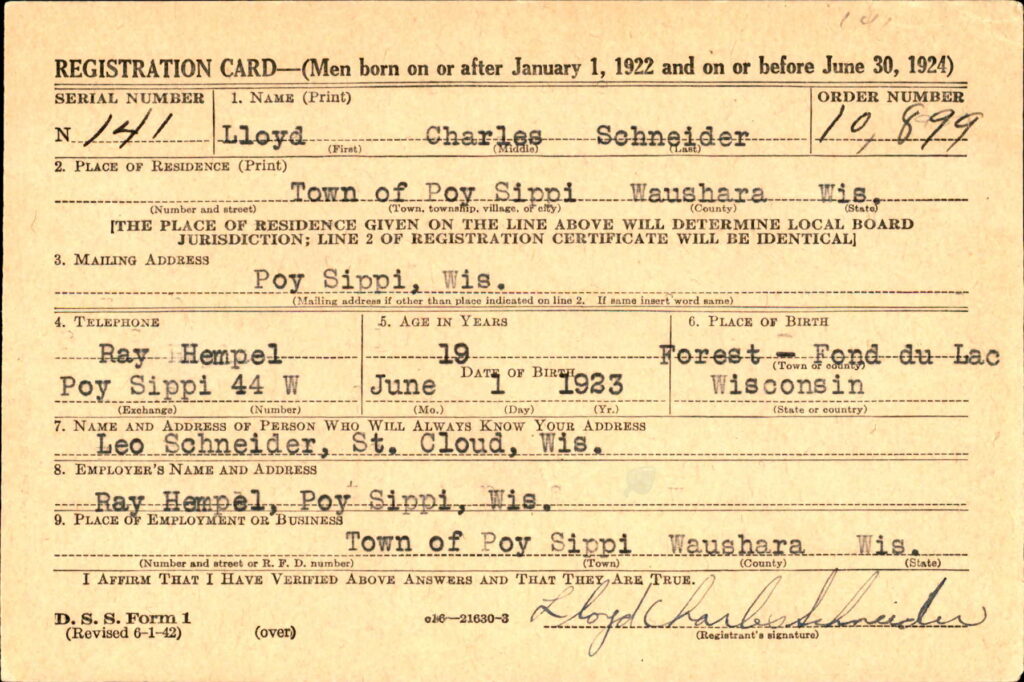 141
REGISTRATION CARD—(Men born on or after January 1, 1922 and on or before June 30, 1924)
SERIAL NUMBER
1. NAME (Print)
ORDER NUMBER
N 141
Lloyd Charles Schneider
10,899
(First) (Middle) (Last)
2. PLACE OF RESIDENCE (Print)
Town of Poy Sippi Waushara Wis.
(Number and street) (Town, township, village, or city) (County) (State)
[THE PLACE OF RESIDENCE GIVEN ON THE LINE ABOVE WILL DETERMINE LOCAL BOARD
JURISDICTION; LINE 2 OF REGISTRATION CERTIFICATE WILL BE IDENTICAL]
3. MAILING ADDRESS
Poy Sippi, Wis.
(Mailing address if other than place indicated on line 2. If same insert word same)
4. TELEPHONE
Ray Hempel
Poy Sippi 44 W
(Exchange) (Number)
5. AGE IN YEARS
19
DATE OF BIRTH
June 1 1923
(Mo.) (Day) (Yr.)
6. PLACE OF BIRTH
Forest — Fond du Lac
(Town or county)
Wisconsin
(State or country)
7. NAME AND ADDRESS OF PERSON WHO WILL ALWAYS KNOW YOUR ADDRESS
Leo Schneider, St. Cloud, Wis.
8. EMPLOYER'S NAME AND ADDRESS
Ray Hempel, Poy Sippi, Wis.
9. PLACE OF EMPLOYMENT OR BUSINESS
Town of Poy Sippi Waushara Wis.
(Number and street or R. F. D. number) (Town) (County) (State)
I AFFIRM THAT I HAVE VERIFIED ABOVE ANSWERS AND THAT THEY ARE TRUE.
D. S. S. Form 1
(Revised 6-1-42) (over)
c16—21630-3
Lloyd Charles Schneider
(Registrant's signature)